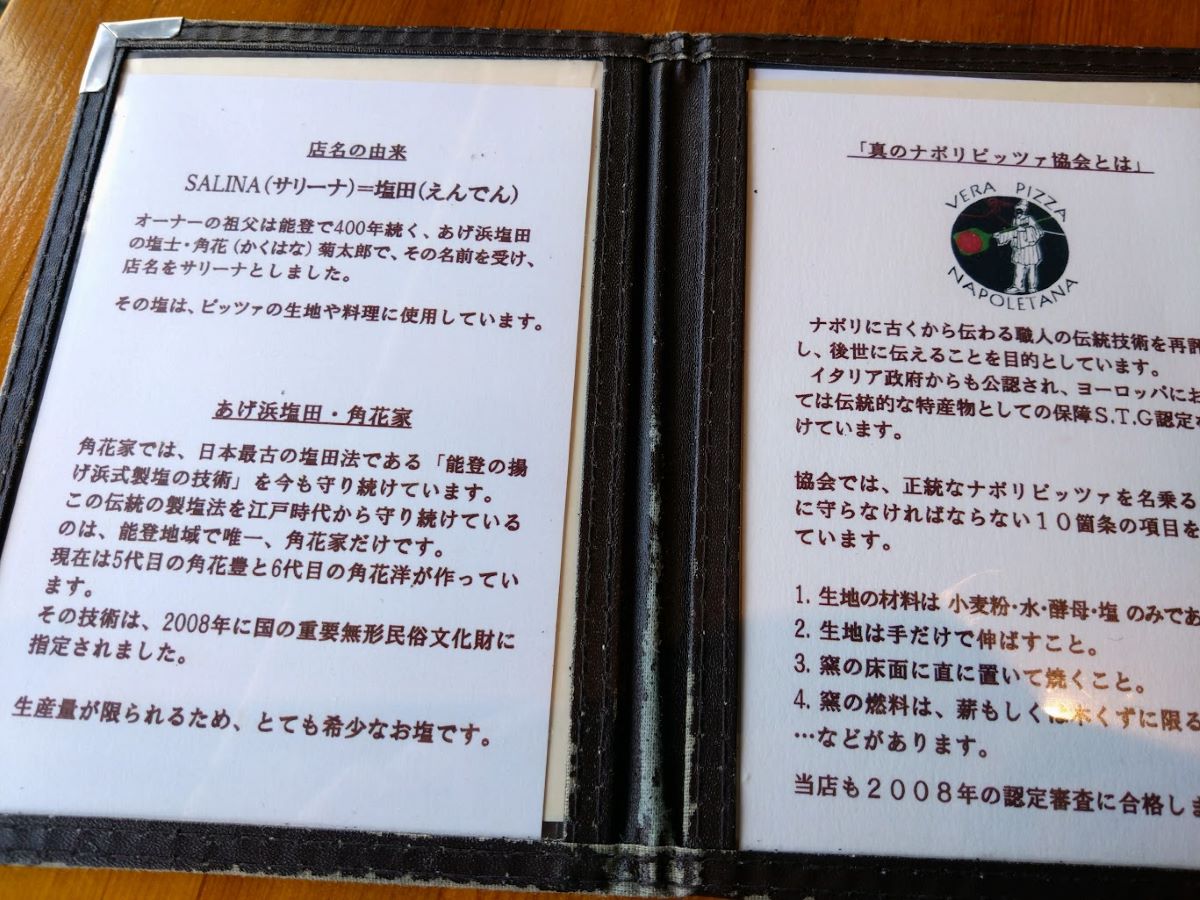 店名の由来
SALINA(サリーナ)=塩田(えんでん)
オーナーの祖父は能登で400年続く、あげ浜塩田
の塩士・角花(かくはな)菊太郎で、その名前を受け、
店名をサリーナとしました。
その塩は、ピッツァの生地や料理に使用しています。
あげ浜塩田・角花家
角花家では、日本最古の塩田法である「能登の揚
げ浜式製塩の技術」を今も守り続けています。
この伝統の製塩法を江戸時代から守り続けている
のは、能登地域で唯一、角花家だけです。
現在は5代目の角花豊と6代目の角花洋が作ってい
ます。
その技術は、2008年に国の重要無形民俗文化財に
指定されました。
生産量が限られるため、とても希少なお塩です。
「真のナポリピッツァ協会とは」
VERA PIZZA
NAPOLETANA
ナポリに古くから伝わる職人の伝統技術を再評
し、後世に伝えることを目的としています。
イタリア政府からも公認され、ヨーロッパにお
ては伝統的な特産物としての保障S.T.G認定を
けています。
協会では、正統なナポリピッツァを名乗る
に守らなければならない10箇条の項目を
ています。
1. 生地の材料は 小麦粉・水・酵母・塩 のみであ
2. 生地は手だけで伸ばすこと。
3. 窯の床面に直に置いて焼くこと。
4. 窯の燃料は、薪もしくは木くずに限る
…などがあります。
当店も2008年の認定審査に合格しま